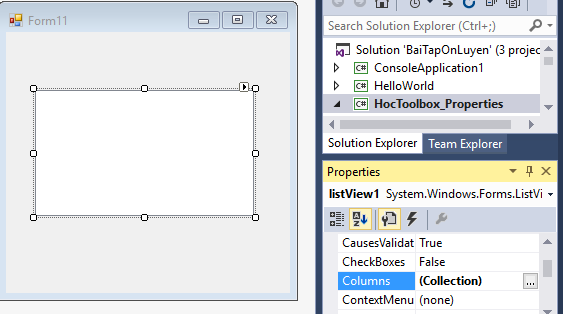 Form11
Search Solution Explorer (Ctrl+;)
Solution 'BaiTapOnLuyen' (3 projec
C# ConsoleApplication1
C# HelloWorld
C# HocToolbox_Properties
Solution Explorer Team Explorer
Properties
listView1 System.Windows.Forms.ListVi
CausesValidat True
CheckBoxes False
Columns (Collection) ...
ContextMenu (none)